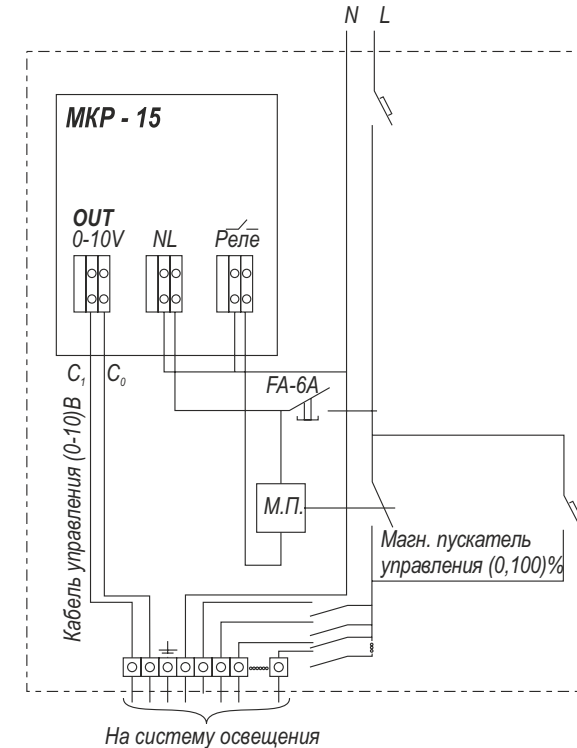 N L
МКР - 15
OUT
0-10V NL Реле
C₁ C₀
FA-6A
Кабель управления (0-10)В
М.П.
Магн. пускатель
управления (0,100)%
На систему освещения